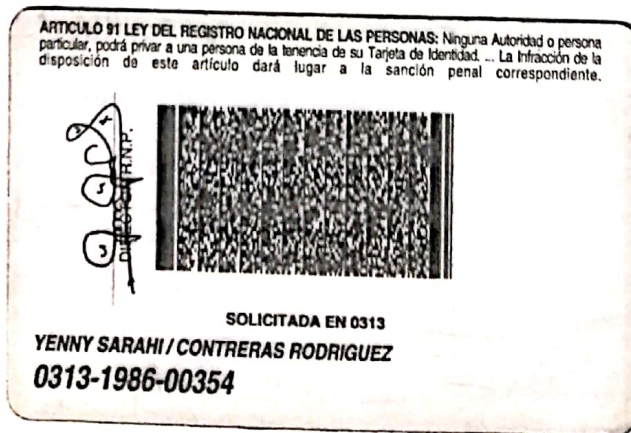 ARTICULO 91 LEY DEL REGISTRO NACIONAL DE LAS PERSONAS: Ninguna Autoridad o persona
particular, podrá privar a una persona de la tenencia de su Tarjeta de Identidad. ... La Infracción de la
disposición de este artículo dará lugar a la sanción penal correspondiente.
DIRECTOR R.N.P.
SOLICITADA EN 0313
YENNY SARAHI / CONTRERAS RODRIGUEZ
0313-1986-00354